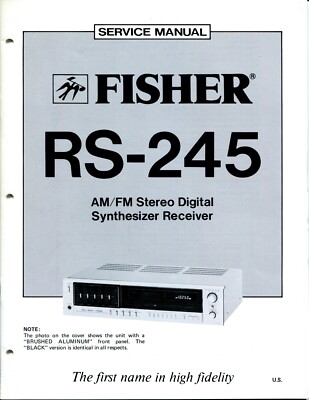 SERVICE MANUAL
FISHER®
RS-245
AM/FM Stereo Digital
Synthesizer Receiver
NOTE:
The photo on the cover shows the unit with a
"BRUSHED ALUMINUM" front panel. The
"BLACK" version is identical in all respects.
The first name in high fidelity
U.S.